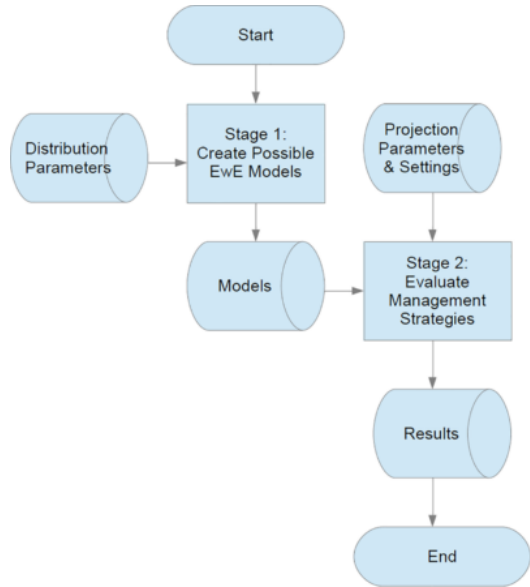 Start
Distribution
Parameters
Stage 1:
Create Possible
EwE Models
Projection
Parameters
& Settings
Models
Stage 2:
Evaluate
Management
Strategies
Results
End